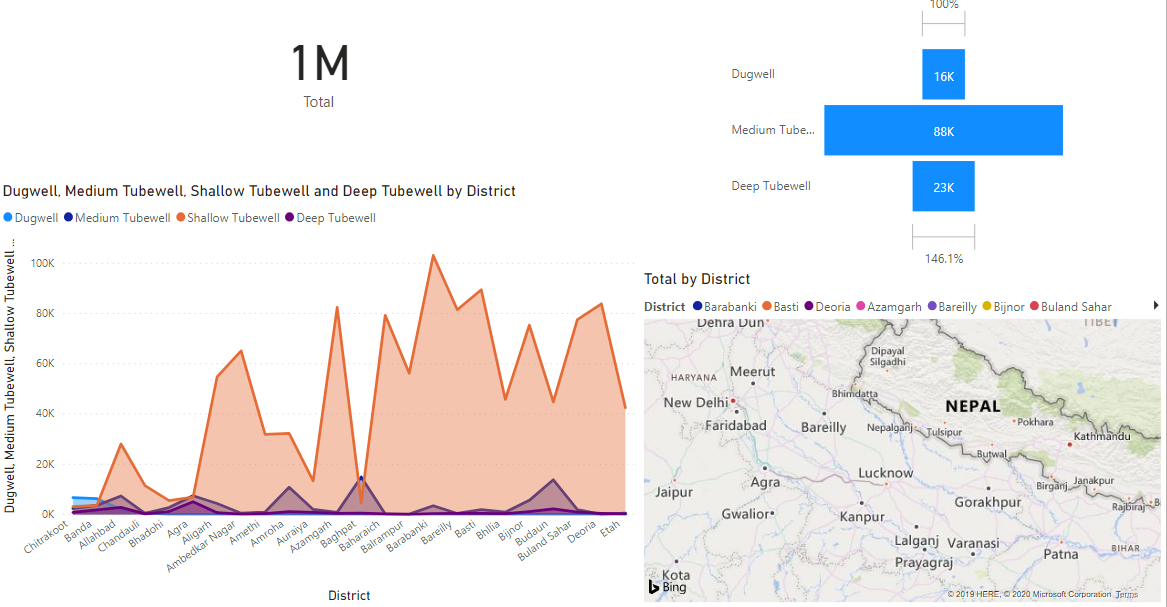 1M
Total
100%
Dugwell
16K
Medium Tube...
88K
Deep Tubewell
23K
146.1%
Dugwell, Medium Tubewell, Shallow Tubewell and Deep Tubewell by District
Dugwell Medium Tubewell Shallow Tubewell Deep Tubewell
Dugwell, Medium Tubewell, Shallow Tubewell ...
100K
80K
60K
40K
20K
0K
Chitrakoot
Banda
Allahabad
Chandauli
Bhadohi
Agra
Aligarh
Ambedkar Nagar
Amethi
Amroha
Auraiya
Azamgarh
Baghpat
Baharaich
Balrampur
Barabanki
Bareilly
Basti
Bhllia
Bijnor
Budaun
Buland Sahar
Deoria
Etah
District
Total by District
District Barabanki Basti Deoria Azamgarh Bareilly Bijnor Buland Sahar
Dehra Dun
TIBET
Dipayal
Silgadhi
HARYANA
Meerut
Bhimdatta
New Delhi
NEPAL
Faridabad
Bareilly
Nepalganj
Tulsipur
Pokhara
Kathmandu
Butwal
Lucknow
Agra
Birganj
Janakpur
Jaipur
Gorakhpur
Rajbiraj
Gwalior
Kanpur
Lalganj
Varanasi
Patna
BIHAR
Prayagraj
Kota
Bing
© 2019 HERE, © 2020 Microsoft Corporation Terms